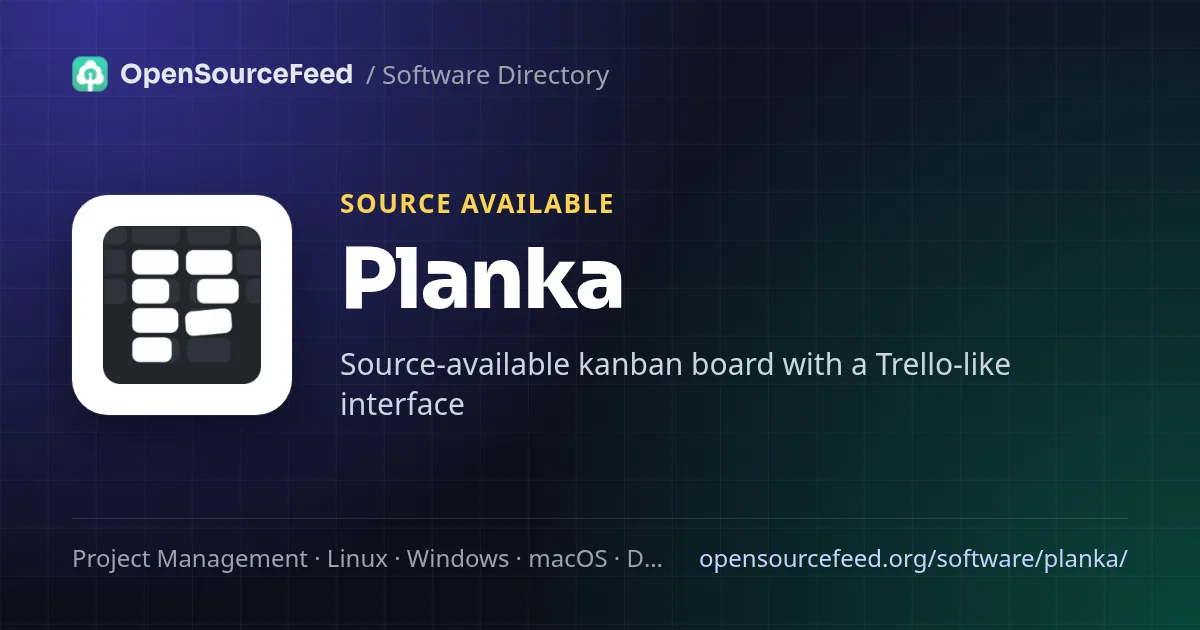 OpenSourceFeed / Software Directory
SOURCE AVAILABLE
Planka
Source-available kanban board with a Trello-like
interface
Project Management · Linux · Windows · macOS · D... opensourcefeed.org/software/planka/